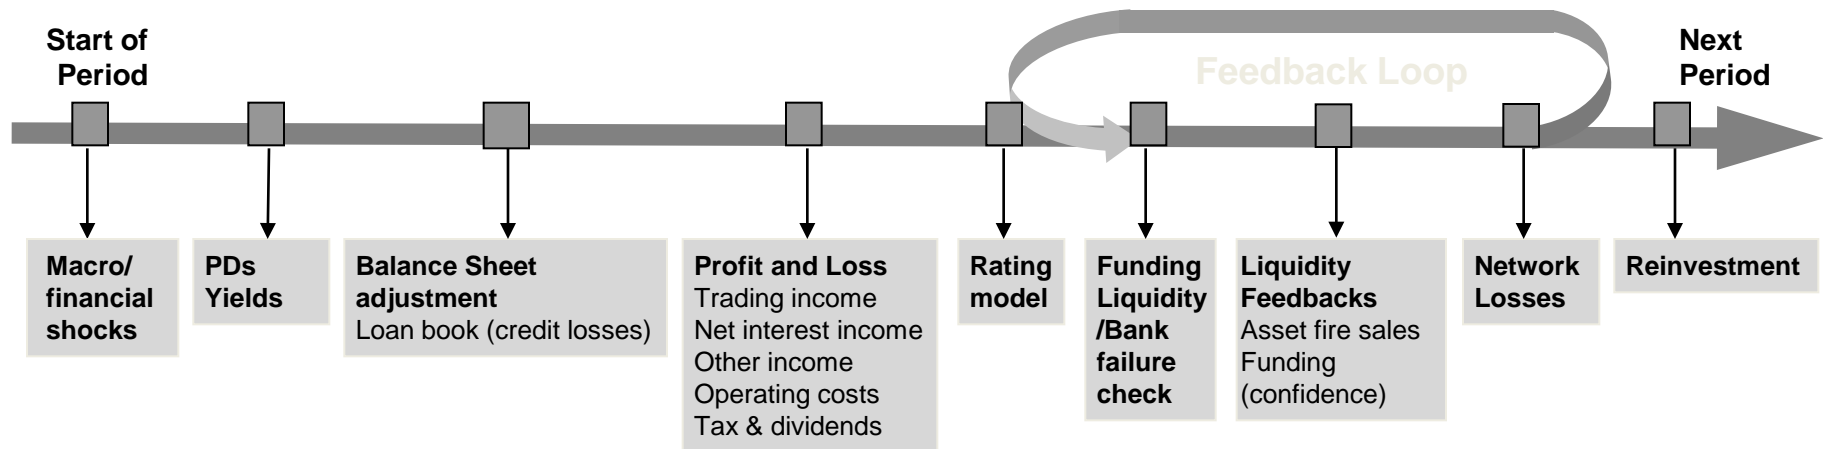 Start of
Period
Feedback Loop
Next
Period
Macro/
financial
shocks
PDs
Yields
Balance Sheet
adjustment
Loan book (credit losses)
Profit and Loss
Trading income
Net interest income
Other income
Operating costs
Tax & dividends
Rating
model
Funding
Liquidity
/Bank
failure
check
Liquidity
Feedbacks
Asset fire sales
Funding
(confidence)
Network
Losses
Reinvestment